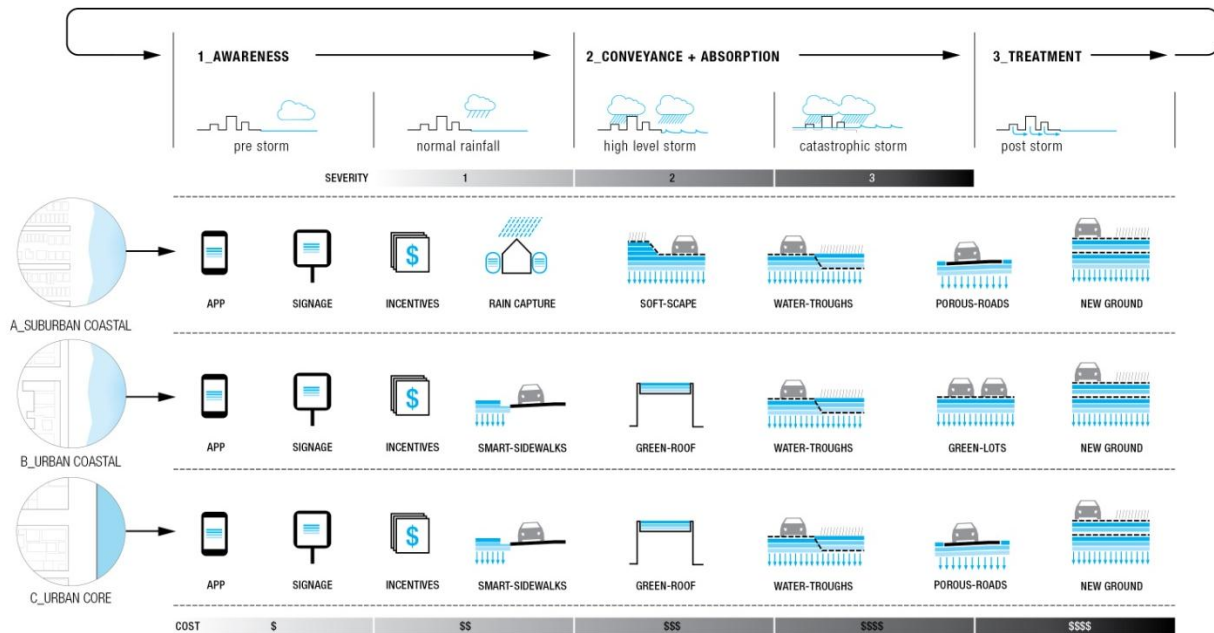 1_AWARENESS
2_CONVEYANCE + ABSORPTION
3_TREATMENT
pre storm
normal rainfall
high level storm
catastrophic storm
post storm
SEVERITY
1
2
3
$
APP
SIGNAGE
INCENTIVES
RAIN CAPTURE
SOFT-SCAPE
WATER-TROUGHS
POROUS-ROADS
NEW GROUND
A_SUBURBAN COASTAL
$
APP
SIGNAGE
INCENTIVES
SMART-SIDEWALKS
GREEN-ROOF
WATER-TROUGHS
GREEN-LOTS
NEW GROUND
B_URBAN COASTAL
$
APP
SIGNAGE
INCENTIVES
SMART-SIDEWALKS
GREEN-ROOF
WATER-TROUGHS
POROUS-ROADS
NEW GROUND
C_URBAN CORE
COST
$
$$
$$$
$$$$
$$$$